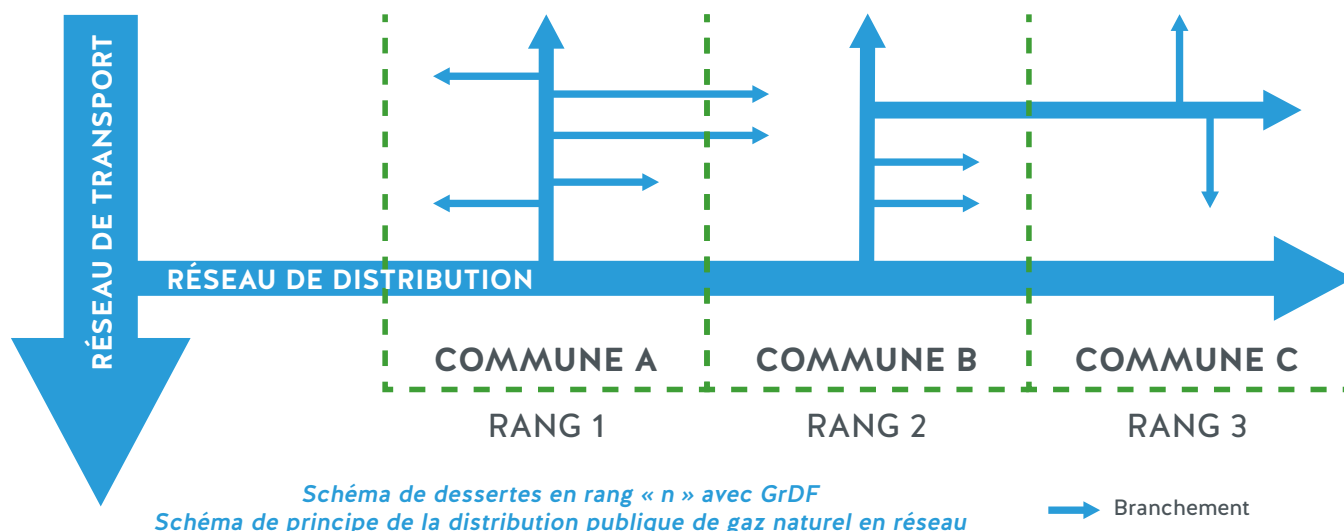 RÉSEAU DE TRANSPORT
RÉSEAU DE DISTRIBUTION
COMMUNE A
COMMUNE B
COMMUNE C
RANG 1
RANG 2
RANG 3
Schéma de dessertes en rang « n » avec GrDF
Schéma de principe de la distribution publique de gaz naturel en réseau
Branchement